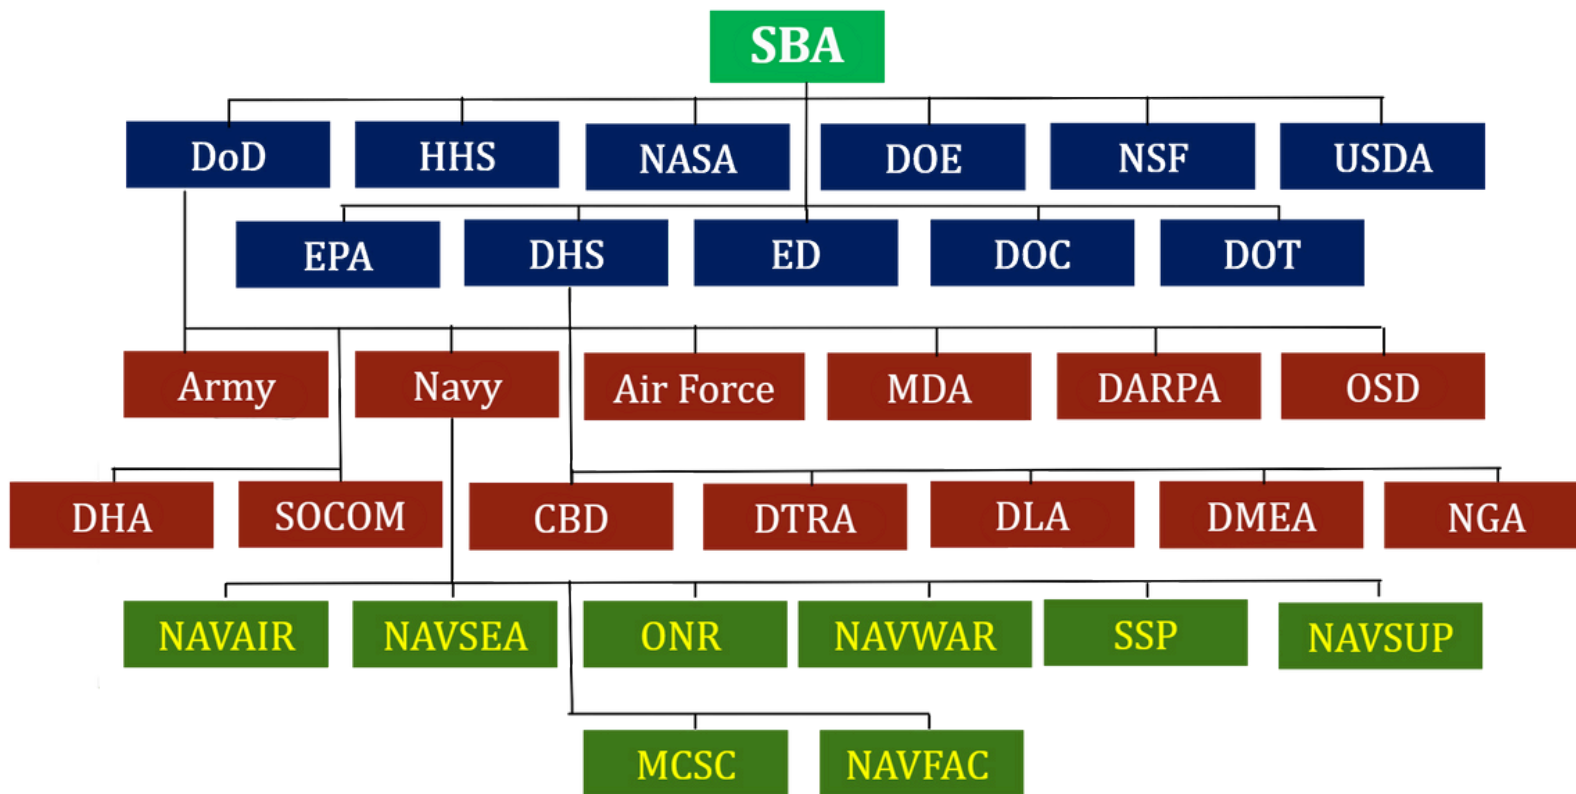 SBA
DoD
HHS
NASA
DOE
NSF
USDA
EPA
DHS
ED
DOC
DOT
Army
Navy
Air Force
MDA
DARPA
OSD
DHA
SOCOM
CBD
DTRA
DLA
DMEA
NGA
NAVAIR
NAVSEA
ONR
NAVWAR
SSP
NAVSUP
MCSC
NAVFAC